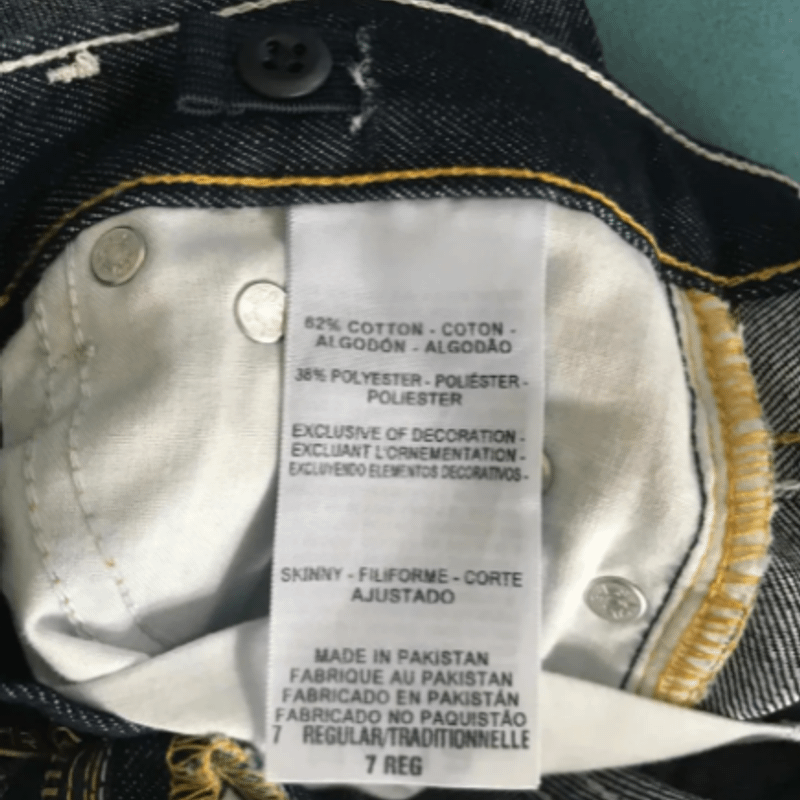 62% COTTON - COTON -
ALGODÓN - ALGODÃO
38% POLYESTER - POLIÉSTER -
POLIESTER
EXCLUSIVE OF DECORATION -
EXCLUANT L'ORNEMENTATION -
EXCLUYENDO ELEMENTOS DECORATIVOS -
SKINNY - FILIFORME - CORTE
AJUSTADO
MADE IN PAKISTAN
FABRIQUE AU PAKISTAN
FABRICADO EN PAKISTÁN
FABRICADO NO PAQUISTÃO
7 REGULAR/TRADITIONNELLE
7 REG